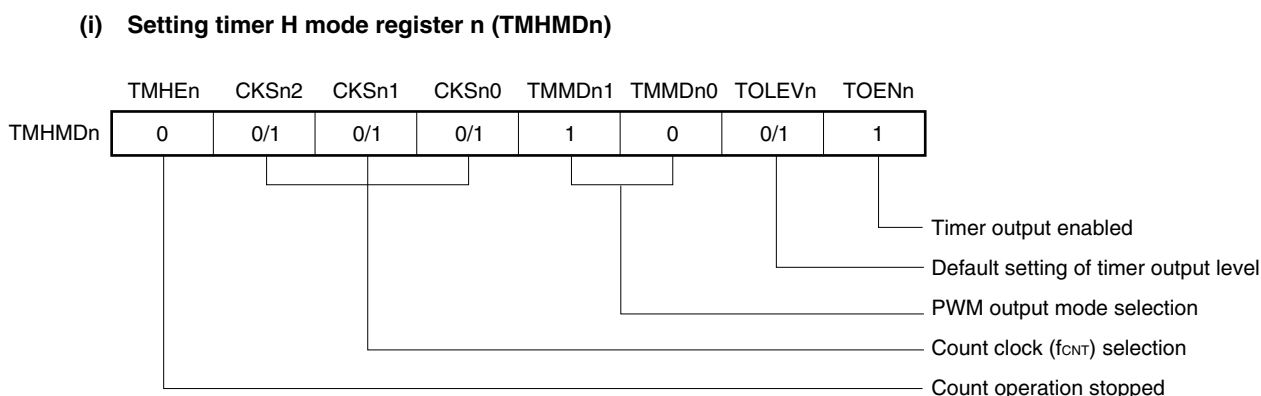 (i) Setting timer H mode register n (TMHMDn)
TMHEn CKSn2 CKSn1 CKSn0 TMMDn1 TMMDn0 TOLEVn TOENn
TMHMDn 0 0/1 0/1 0/1 1 0 0/1 1
Timer output enabled
Default setting of timer output level
PWM output mode selection
Count clock (fCNT) selection
Count operation stopped